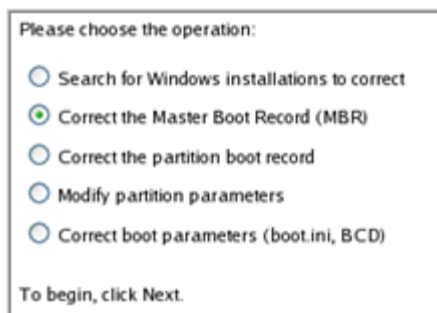 Please choose the operation:
Search for Windows installations to correct
Correct the Master Boot Record (MBR)
Correct the partition boot record
Modify partition parameters
Correct boot parameters (boot.ini, BCD)
To begin, click Next.